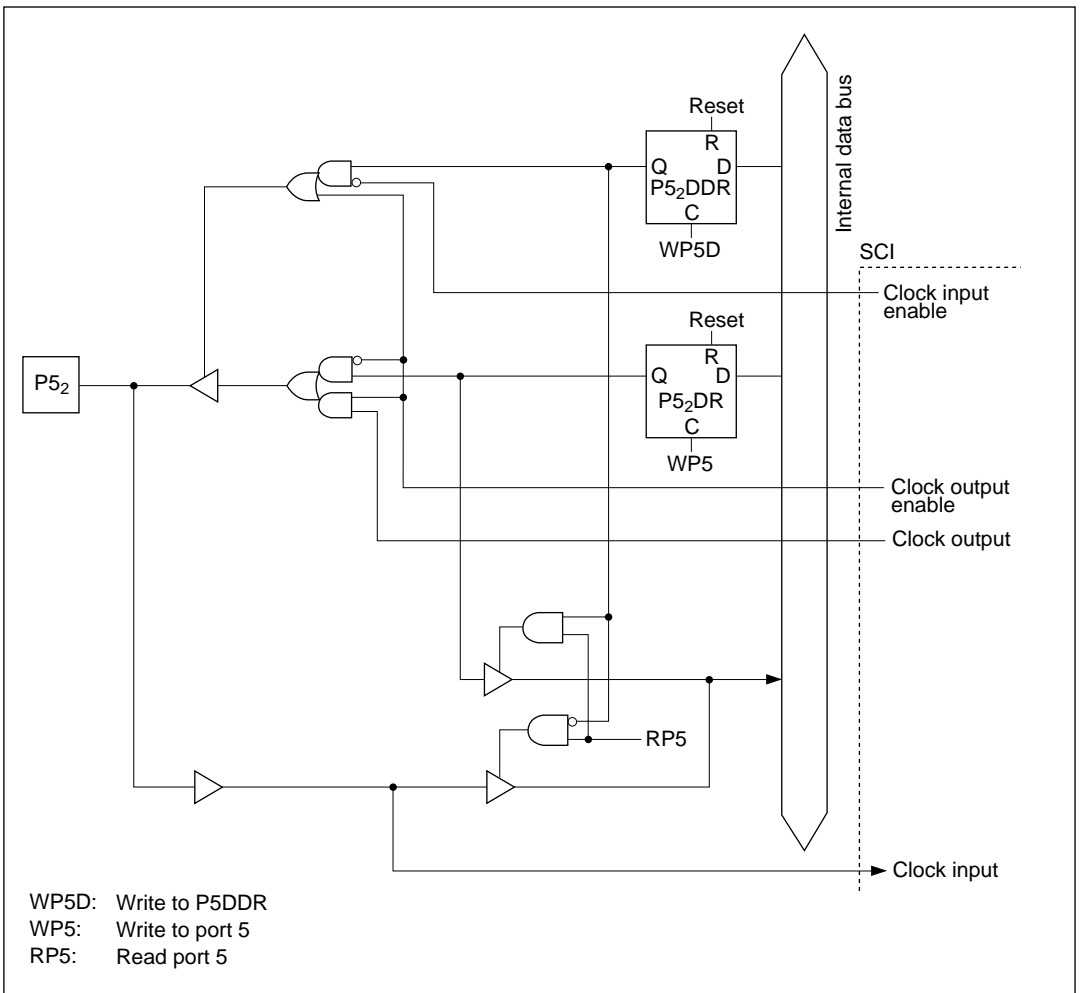 Reset
R
Q D
P5₂DDR
C
WP5D
Internal data bus
SCI
Clock input
enable
Reset
R
Q D
P5₂DR
C
WP5
P5₂
Clock output
enable
Clock output
RP5
Clock input
WP5D: Write to P5DDR
WP5: Write to port 5
RP5: Read port 5